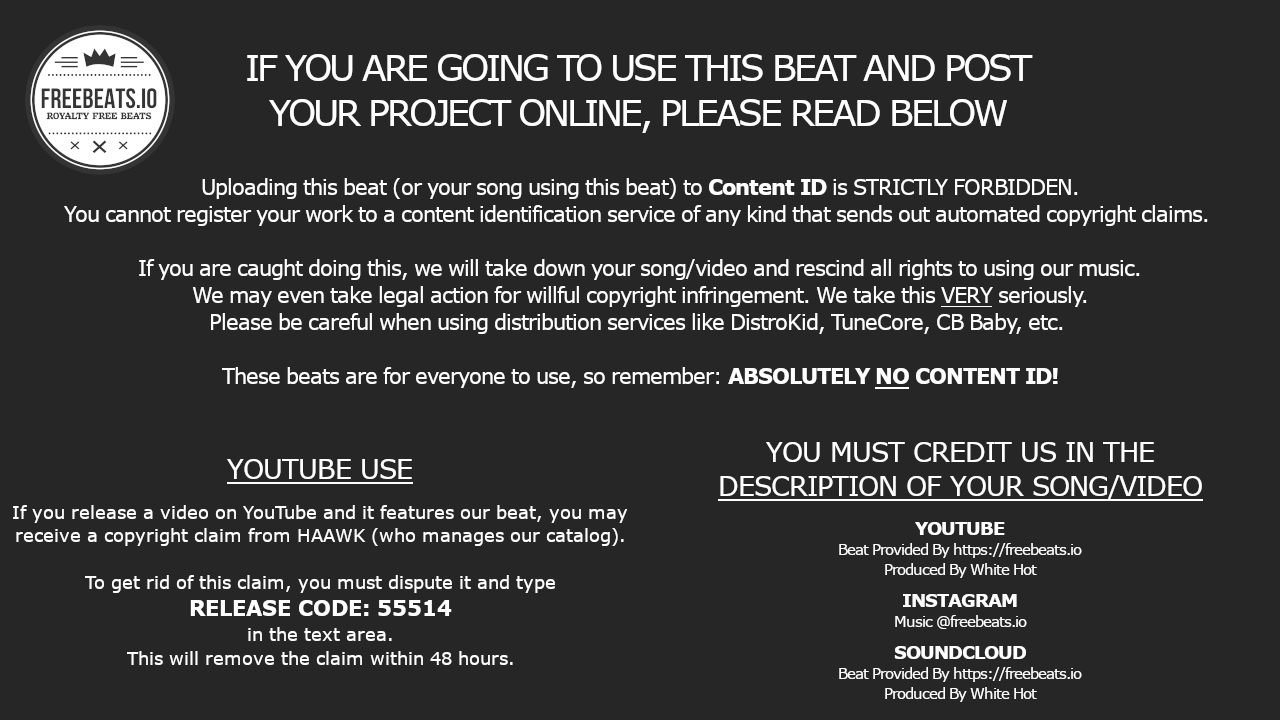 FREEBEATS.IO
ROYALTY FREE BEATS
IF YOU ARE GOING TO USE THIS BEAT AND POST
YOUR PROJECT ONLINE, PLEASE READ BELOW
Uploading this beat (or your song using this beat) to Content ID is STRICTLY FORBIDDEN.
You cannot register your work to a content identification service of any kind that sends out automated copyright claims.
If you are caught doing this, we will take down your song/video and rescind all rights to using our music.
We may even take legal action for willful copyright infringement. We take this VERY seriously.
Please be careful when using distribution services like DistroKid, TuneCore, CB Baby, etc.
These beats are for everyone to use, so remember: ABSOLUTELY NO CONTENT ID!
YOUTUBE USE
If you release a video on YouTube and it features our beat, you may
receive a copyright claim from HAAWK (who manages our catalog).
To get rid of this claim, you must dispute it and type
RELEASE CODE: 55514
in the text area.
This will remove the claim within 48 hours.
YOU MUST CREDIT US IN THE
DESCRIPTION OF YOUR SONG/VIDEO
YOUTUBE
Beat Provided By https://freebeats.io
Produced By White Hot
INSTAGRAM
Music @freebeats.io
SOUNDCLOUD
Beat Provided By https://freebeats.io
Produced By White Hot